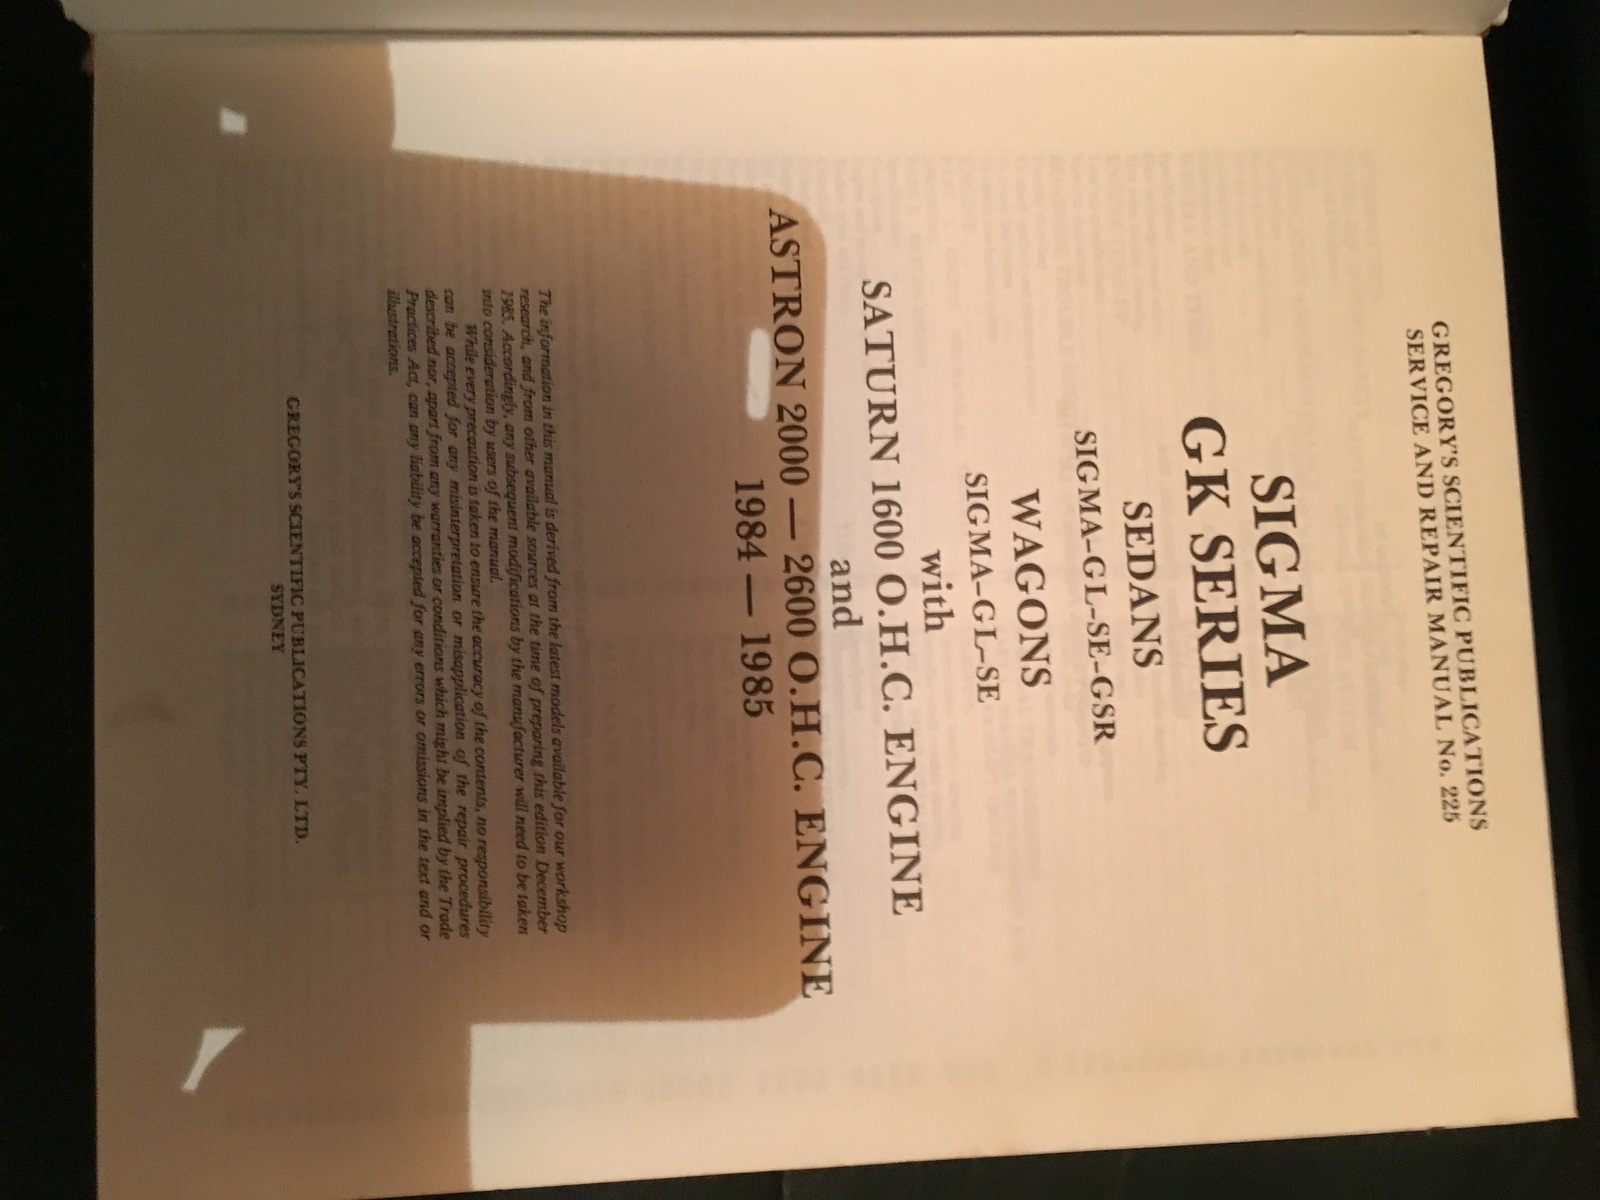 GREGORY'S SCIENTIFIC PUBLICATIONS
SERVICE AND REPAIR MANUAL No. 225
SIGMA
GK SERIES
SEDANS
SIGMA–GL–SE–GSR
WAGONS
SIGMA–GL–SE
with
SATURN 1600 O.H.C. ENGINE
and
ASTRON 2000 — 2600 O.H.C. ENGINE
1984 — 1985
The information in this manual is derived from the latest models available for our workshop
research, and from other available sources at the time of preparing this edition December
1985. Accordingly, any subsequent modifications by the manufacturer will need to be taken
into consideration by users of the manual.
While every precaution is taken to ensure the accuracy of the contents, no responsibility
can be accepted for any misinterpretation or misapplication of the repair procedures
described nor, apart from any warranties or conditions which might be implied by the Trade
Practices Act, can any liability be accepted for any errors or omissions in the text and or
illustrations.
GREGORY'S SCIENTIFIC PUBLICATIONS PTY. LTD.
SYDNEY